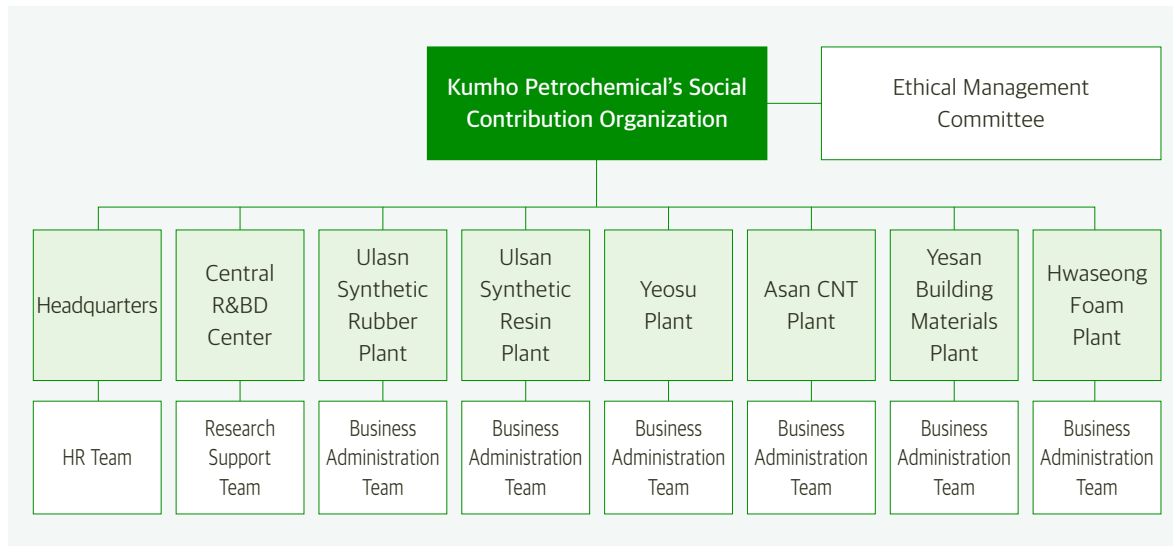 Kumho Petrochemical's Social
Contribution Organization
Ethical Management
Committee
Headquarters
Central
R&BD
Center
Ulasn
Synthetic
Rubber
Plant
Ulsan
Synthetic
Resin
Plant
Yeosu
Plant
Asan CNT
Plant
Yesan
Building
Materials
Plant
Hwaseong
Foam
Plant
HR Team
Research
Support
Team
Business
Administration
Team
Business
Administration
Team
Business
Administration
Team
Business
Administration
Team
Business
Administration
Team
Business
Administration
Team